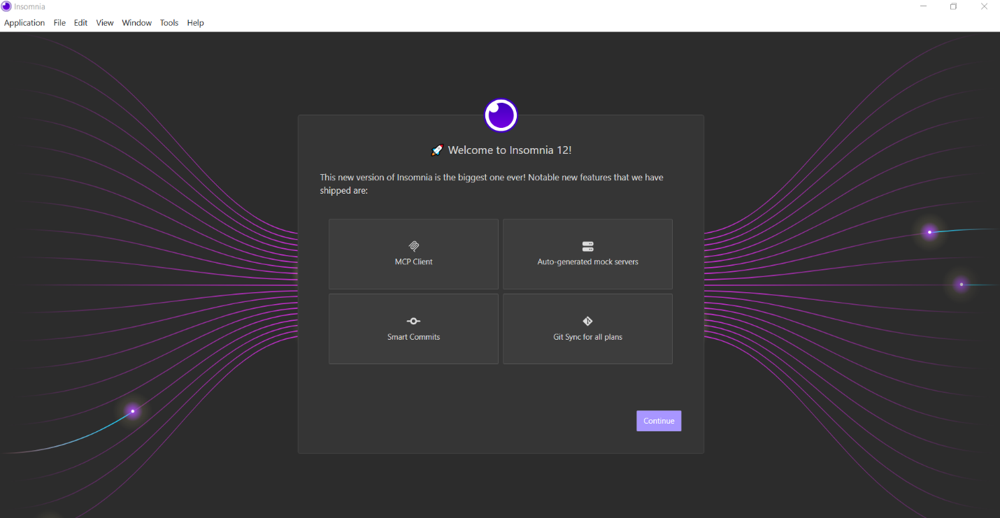 Insomnia
Application File Edit View Window Tools Help
🚀 Welcome to Insomnia 12!
This new version of Insomnia is the biggest one ever! Notable new features that we have
shipped are:
MCP Client
Auto-generated mock servers
Smart Commits
Git Sync for all plans
Continue